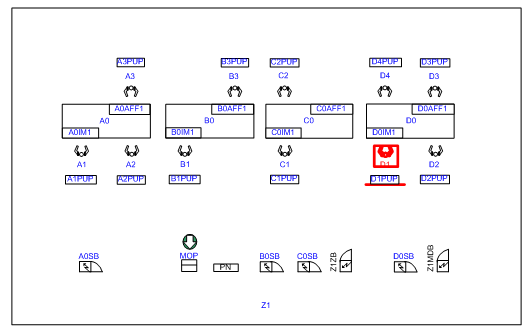 A3PUP B3PUP C2PUP D4PUP D3PUP
A3 B3 C2 D4 D3
A0AFF1 B0AFF1 C0AFF1 D0AFF1
A0 B0 C0 D0
A0IM1 B0IM1 C0IM1 D0IM1
A1 A2 B1 C1 D1 D2
A1PUP A2PUP B1PUP C1PUP D1PUP D2PUP
A0SB MOP PN B0SB C0SB Z1ZB D0SB Z1MDB
Z1